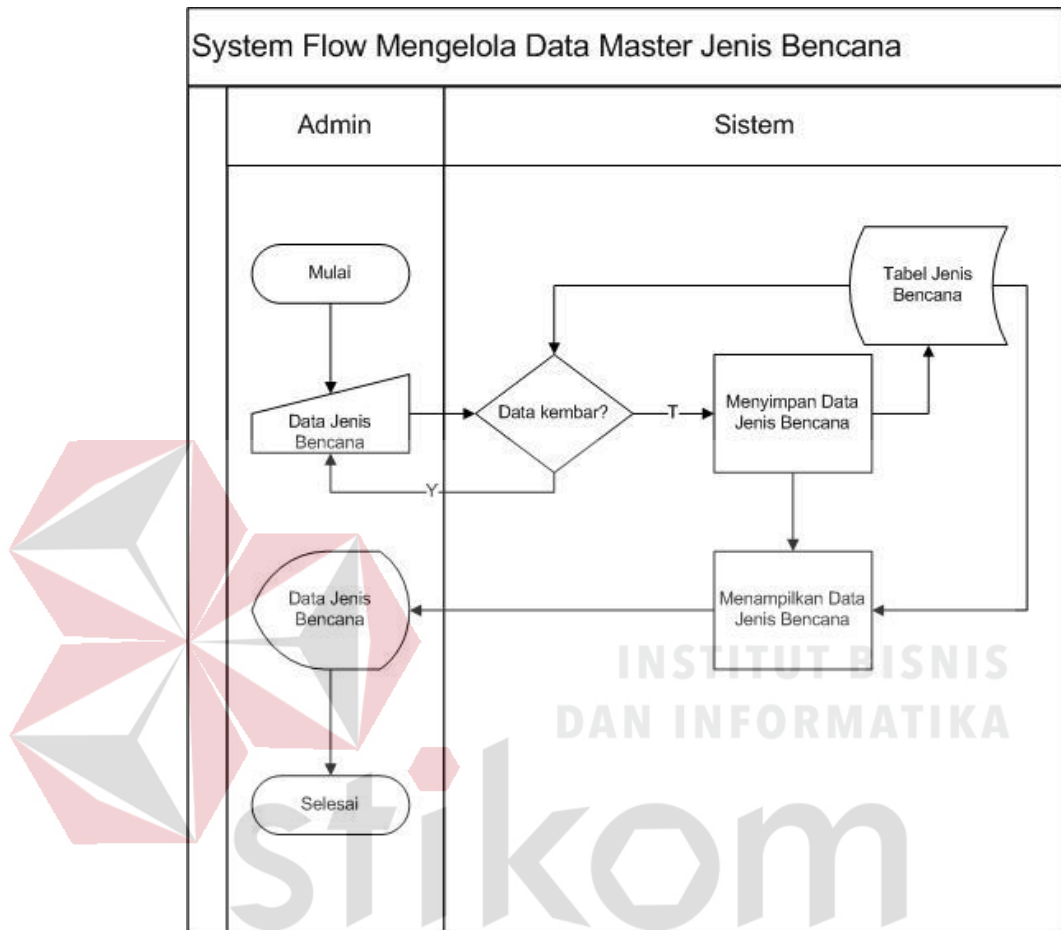 System Flow Mengelola Data Master Jenis Bencana
Admin
Sistem
Mulai
Tabel Jenis
Bencana
Data Jenis
Bencana
Data kembar?
T
Menyimpan Data
Jenis Bencana
Y
Data Jenis
Bencana
Menampilkan Data
Jenis Bencana
INSTITUT BISNIS
DAN INFORMATIKA
Selesai
stikom